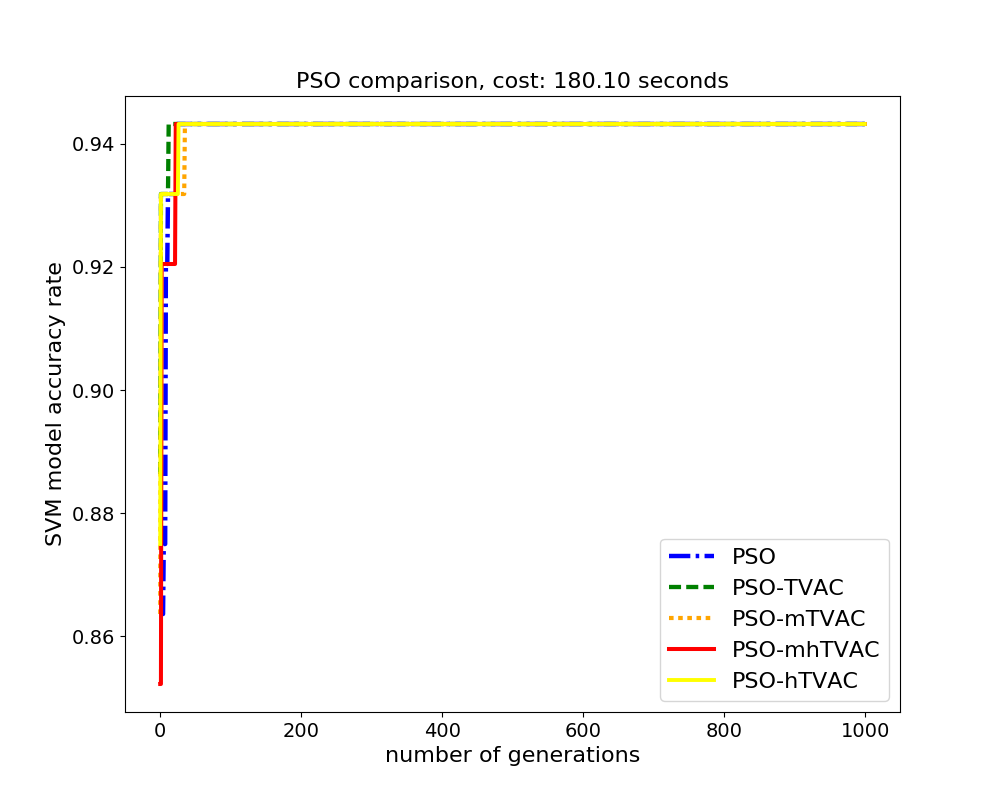 PSO comparison, cost: 180.10 seconds
SVM model accuracy rate
0.94
0.92
0.90
0.88
0.86
0
200
400
600
800
1000
number of generations
PSO
PSO-TVAC
PSO-mTVAC
PSO-mhTVAC
PSO-hTVAC